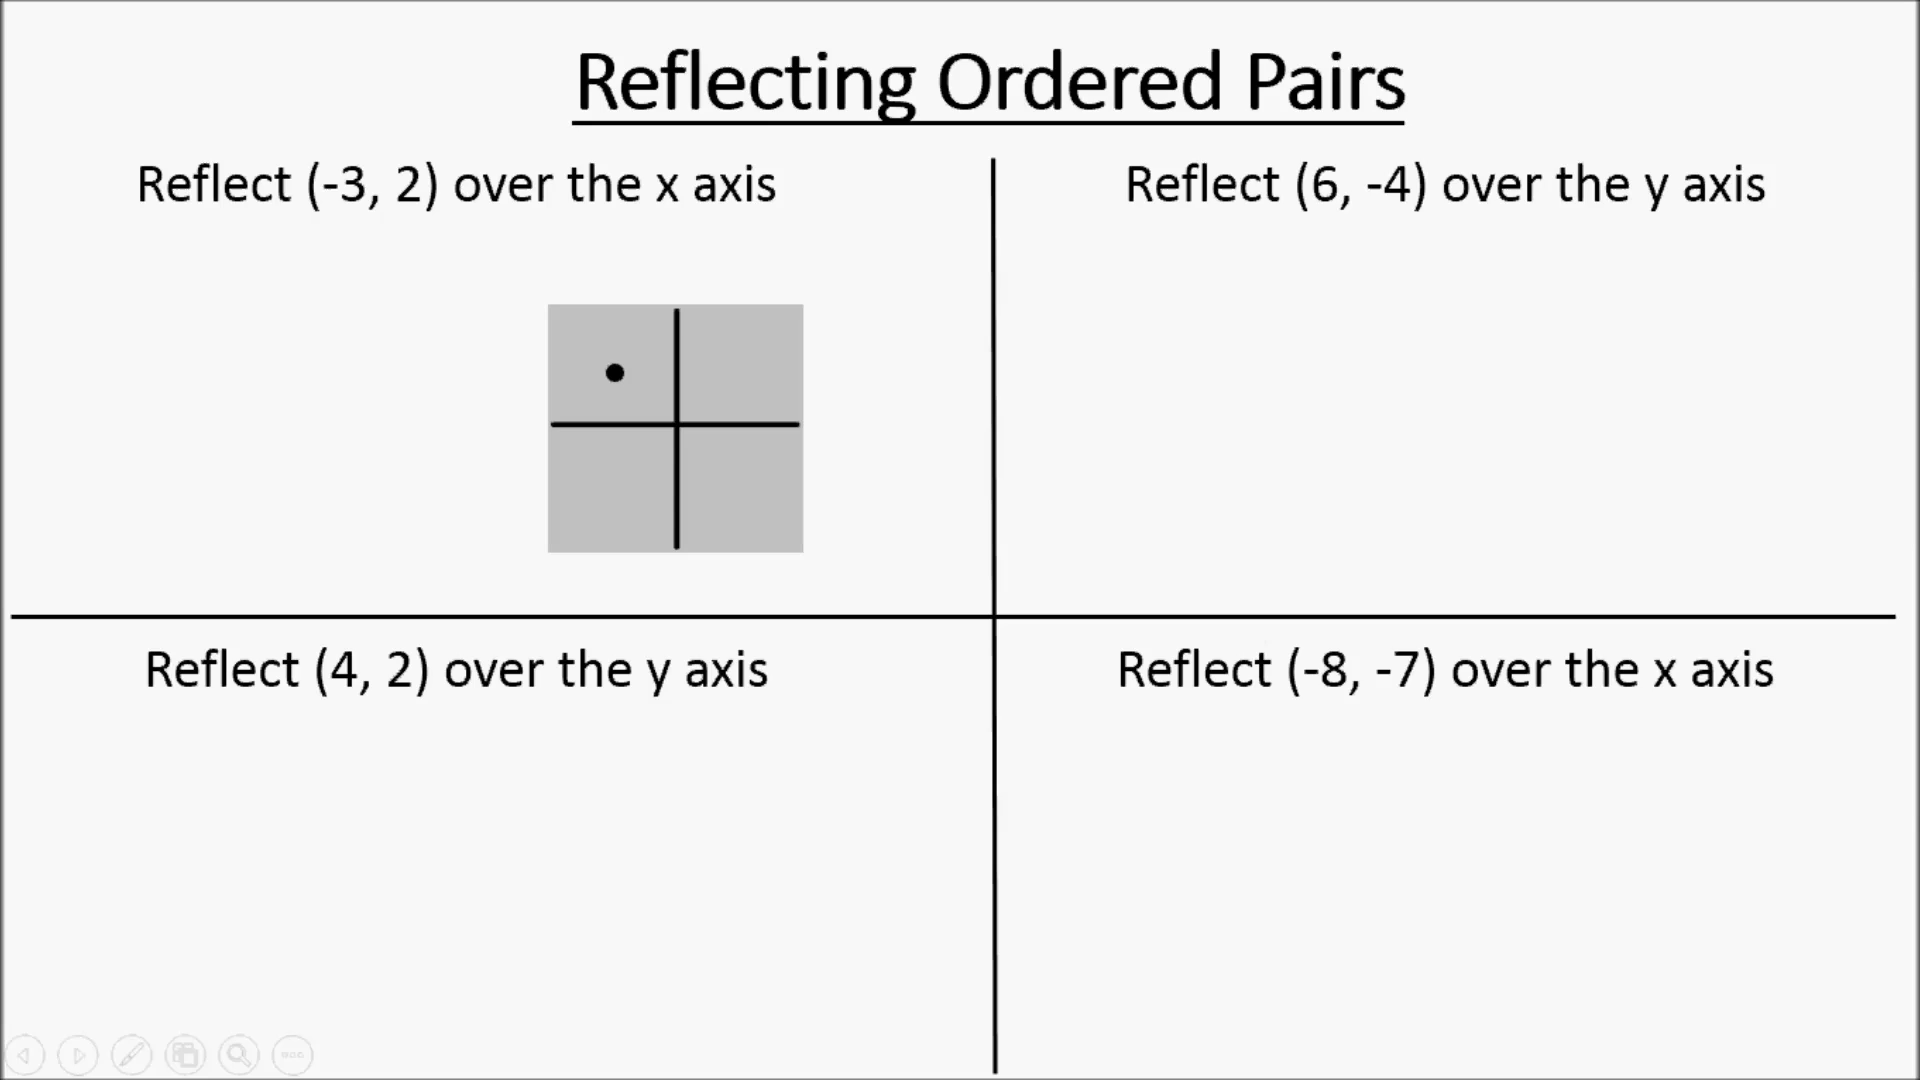 Reflecting Ordered Pairs
Reflect (-3, 2) over the x axis
Reflect (6, -4) over the y axis
Reflect (4, 2) over the y axis
Reflect (-8, -7) over the x axis